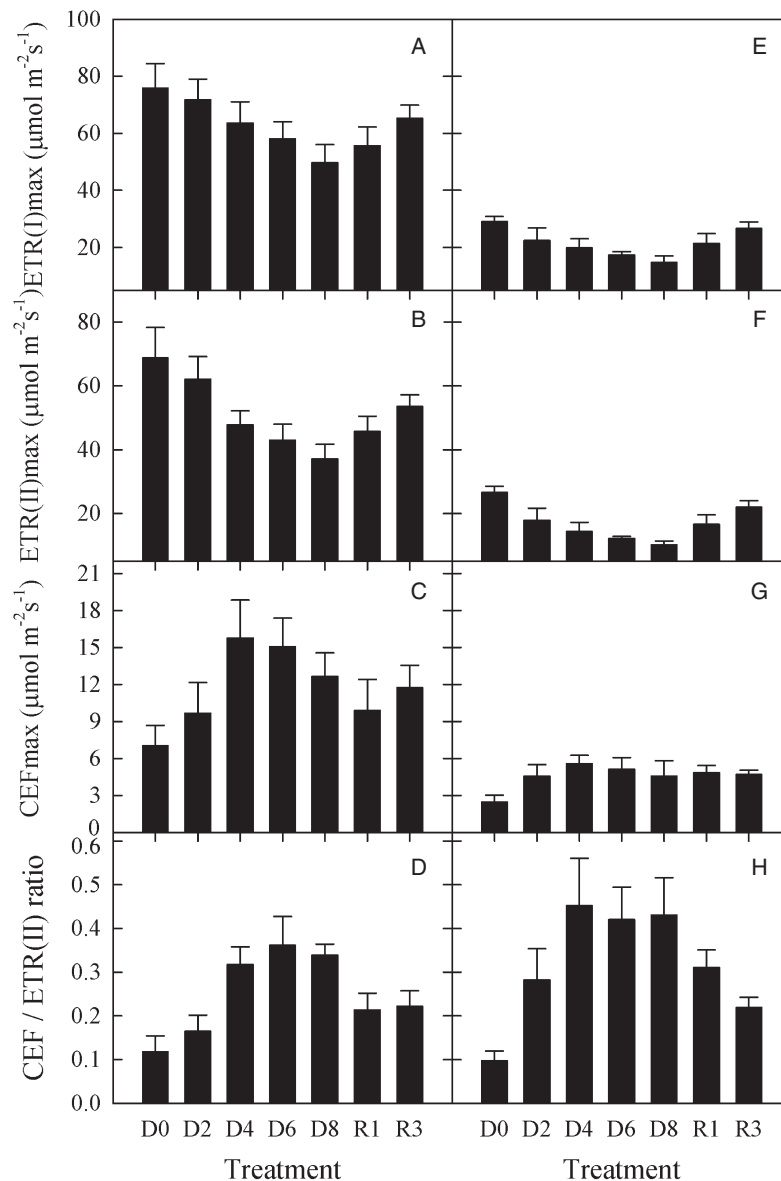 ETR(I)max (μmol m⁻²s⁻¹)
100
80
60
40
20
A
E
ETR(II)max (μmol m⁻²s⁻¹)
80
60
40
20
B
F
CEFmax (μmol m⁻²s⁻¹)
21
18
15
12
9
6
3
0
C
G
CEF / ETR(II) ratio
0.6
0.5
0.4
0.3
0.2
0.1
0.0
D
H
D0 D2 D4 D6 D8 R1 R3
D0 D2 D4 D6 D8 R1 R3
Treatment
Treatment